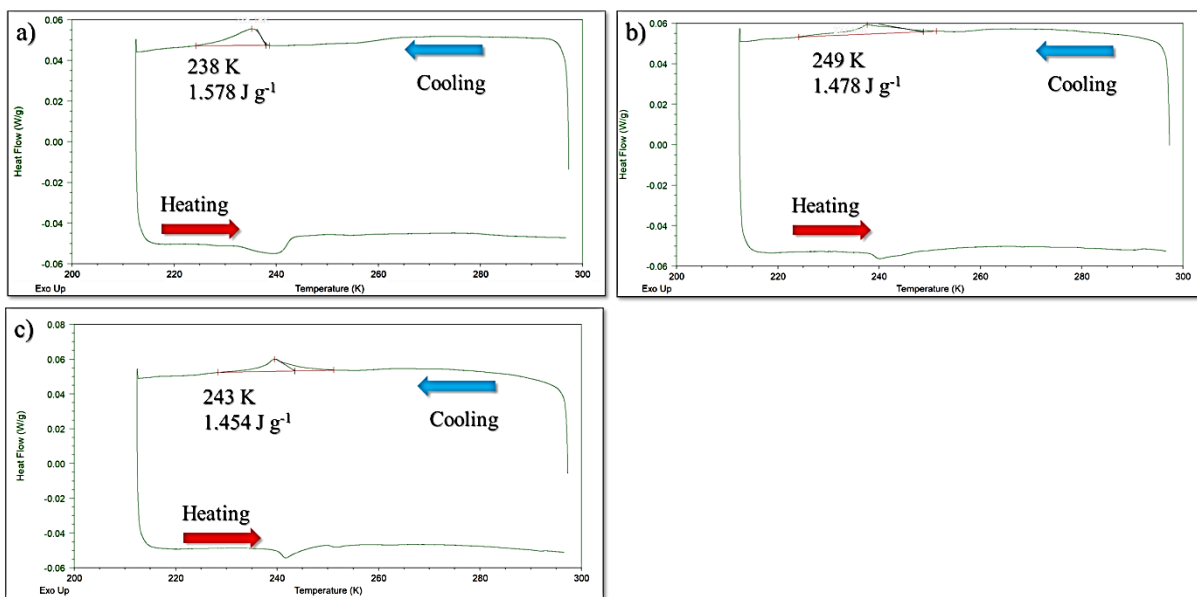 a)
0.06
0.04
0.02
0.00
-0.02
-0.04
-0.06
Heat Flow (W/g)
238 K
1.578 J g⁻¹
Cooling
Heating
200
220
240
260
280
300
Exo Up
Temperature (K)
b)
0.06
0.04
0.02
0.00
-0.02
-0.04
-0.06
Heat Flow (W/g)
249 K
1.478 J g⁻¹
Cooling
Heating
200
220
240
260
280
300
Exo Up
Temperature (K)
c)
0.08
0.06
0.04
0.02
0.00
-0.02
-0.04
-0.06
Heat Flow (W/g)
243 K
1.454 J g⁻¹
Cooling
Heating
200
220
240
260
280
300
Exo Up
Temperature (K)